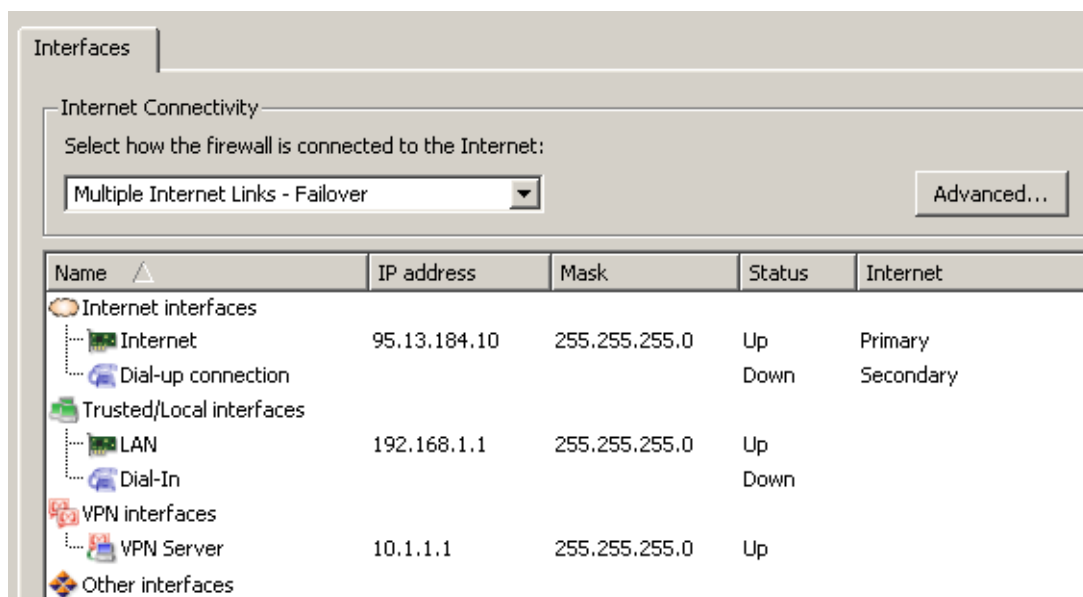 Interfaces
Internet Connectivity
Select how the firewall is connected to the Internet:
Multiple Internet Links - Failover
Advanced...
Name IP address Mask Status Internet
Internet interfaces
Internet 95.13.184.10 255.255.255.0 Up Primary
Dial-up connection Down Secondary
Trusted/Local interfaces
LAN 192.168.1.1 255.255.255.0 Up
Dial-In Down
VPN interfaces
VPN Server 10.1.1.1 255.255.255.0 Up
Other interfaces